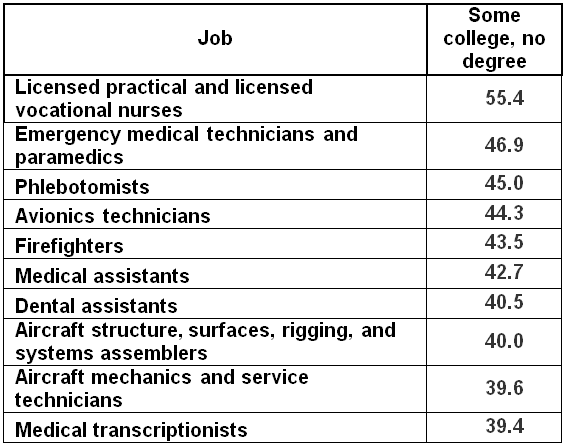 Job
Some
college, no
degree
Licensed practical and licensed
vocational nurses
55.4
Emergency medical technicians and
paramedics
46.9
Phlebotomists
45.0
Avionics technicians
44.3
Firefighters
43.5
Medical assistants
42.7
Dental assistants
40.5
Aircraft structure, surfaces, rigging, and
systems assemblers
40.0
Aircraft mechanics and service
technicians
39.6
Medical transcriptionists
39.4